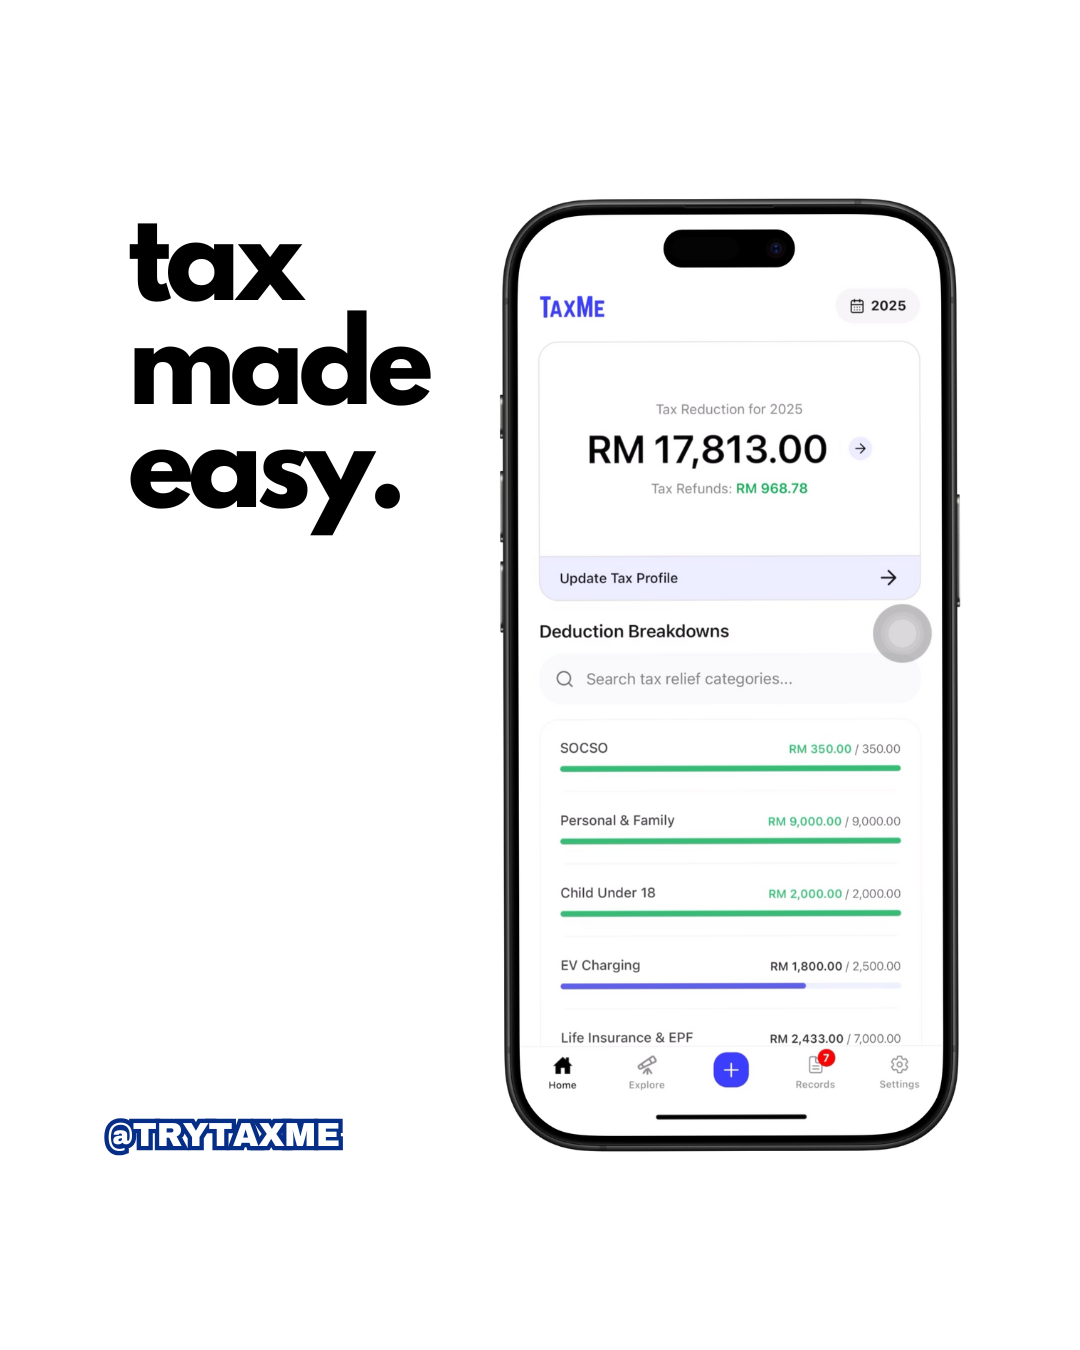 tax
made
easy.
TAXME
2025
Tax Reduction for 2025
RM 17,813.00
Tax Refunds: RM 968.78
Update Tax Profile
Deduction Breakdowns
Search tax relief categories...
SOCSO RM 350.00 / 350.00
Personal & Family RM 9,000.00 / 9,000.00
Child Under 18 RM 2,000.00 / 2,000.00
EV Charging RM 1,800.00 / 2,500.00
Life Insurance & EPF RM 2,433.00 / 7,000.00
7
Home Explore Records Settings
@TRYTAXME